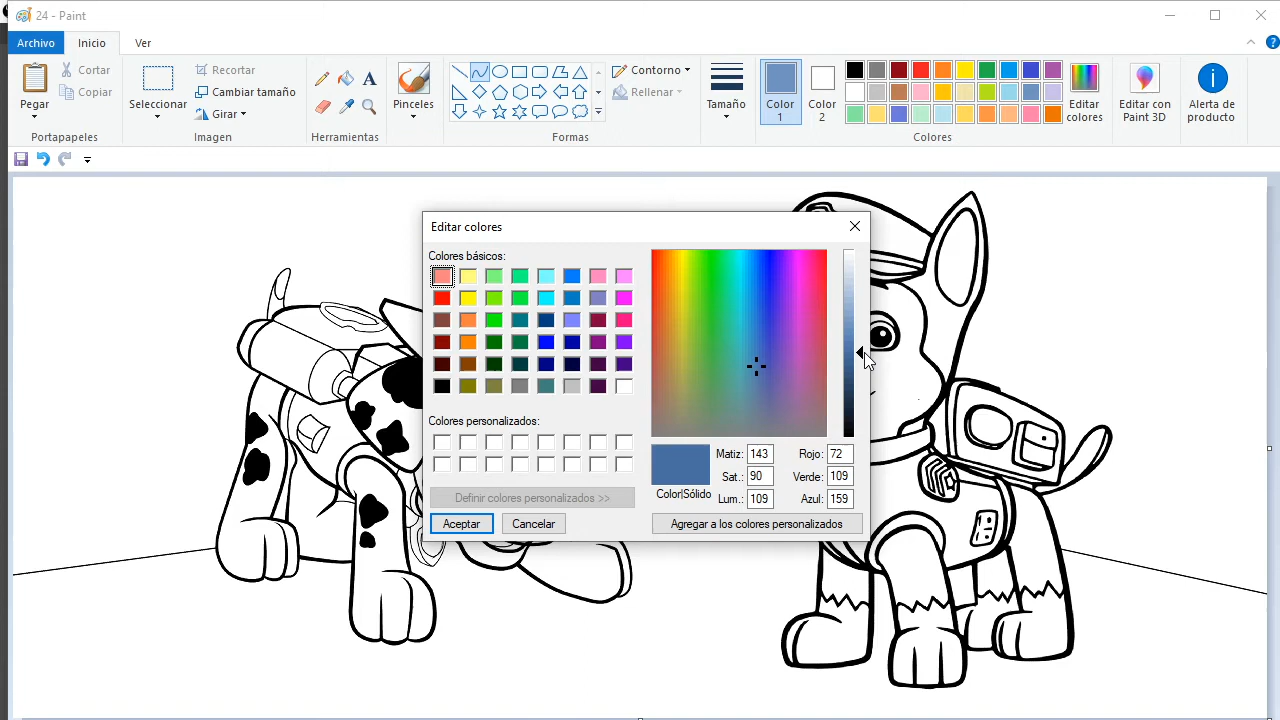 24 - Paint
Archivo Inicio Ver
Pegar
Cortar
Copiar
Portapapeles
Seleccionar
Recortar
Cambiar tamaño
Girar
Imagen
A
Herramientas
Pinceles
Contorno
Rellenar
Formas
Tamaño
Color 1
Color 2
Editar colores
Colores
Editar con Paint 3D
Alerta de producto
Editar colores
Colores básicos:
Colores personalizados:
Definir colores personalizados >>
Aceptar Cancelar
Color|Sólido
Matiz: 143 Rojo: 72
Sat.: 90 Verde: 109
Lum.: 109 Azul: 159
Agregar a los colores personalizados